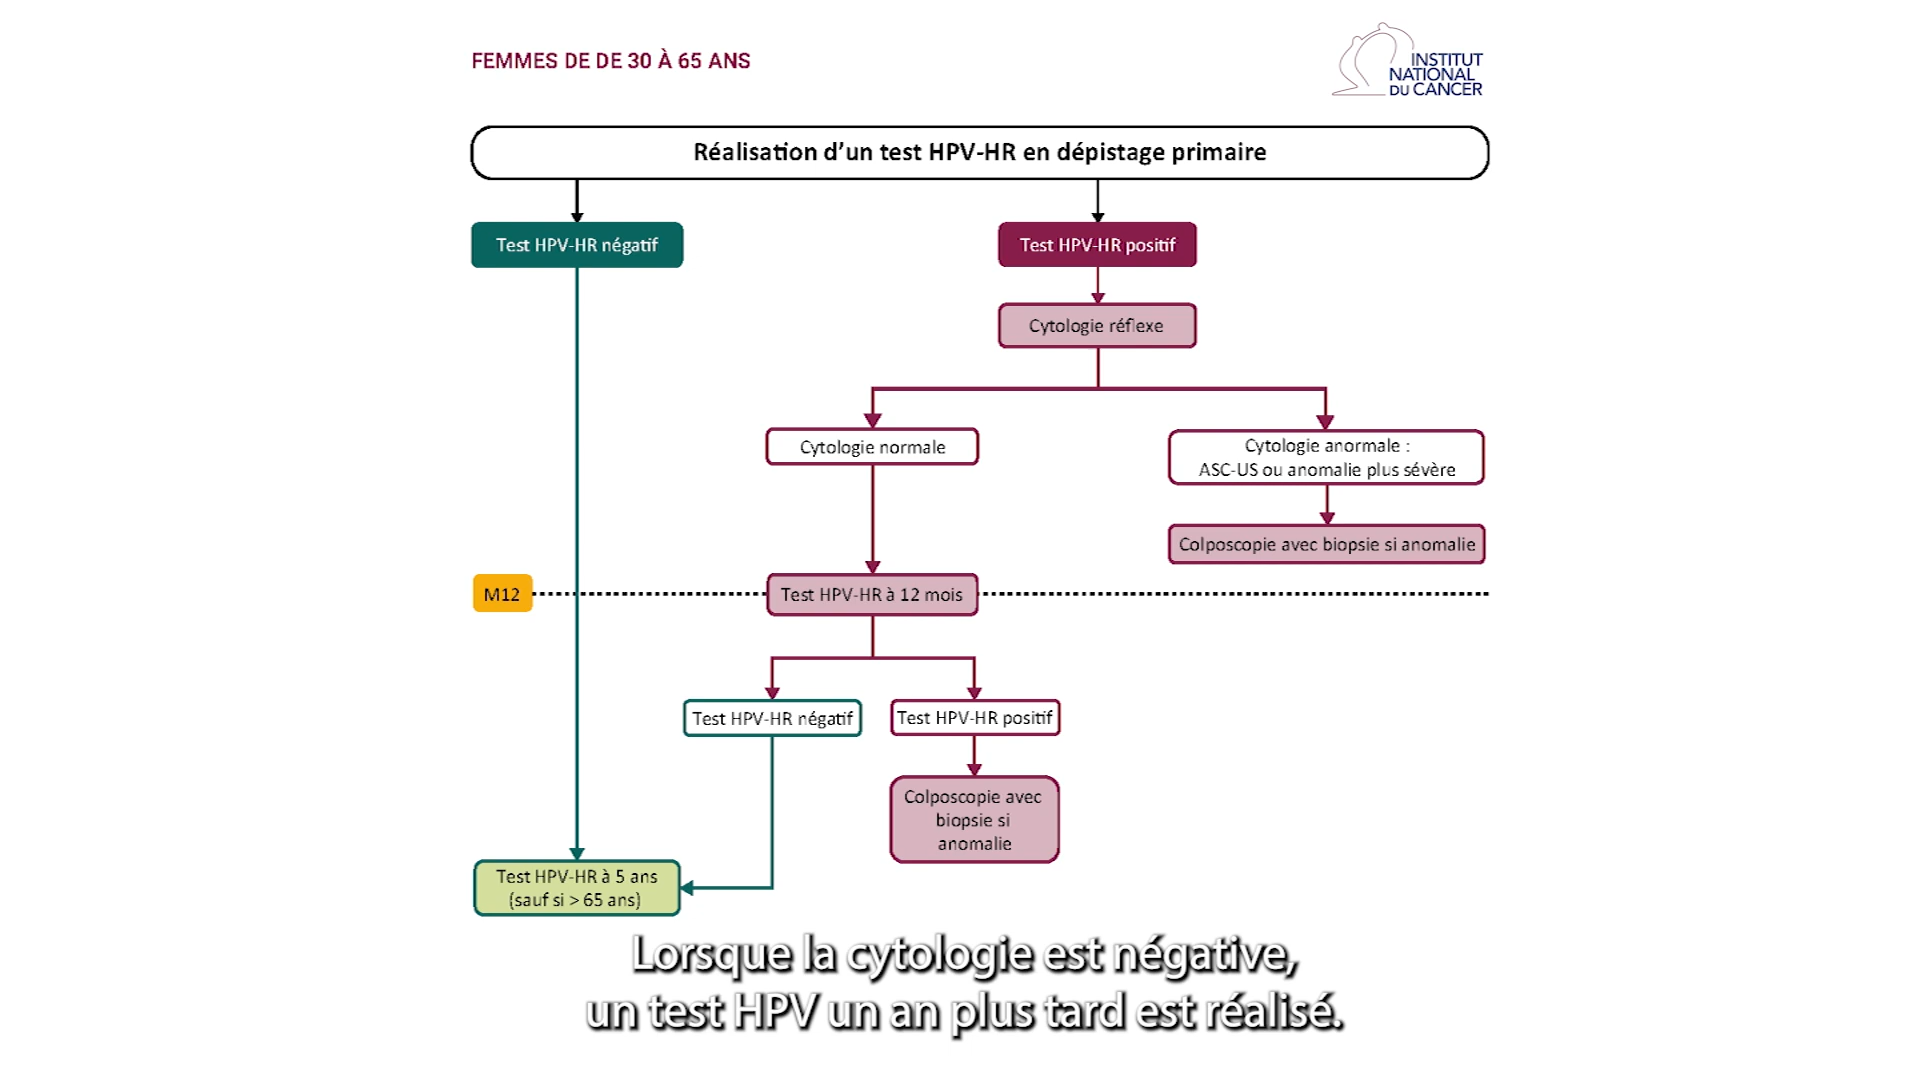 FEMMES DE DE 30 À 65 ANS
INSTITUT
NATIONAL
DU CANCER
Réalisation d’un test HPV-HR en dépistage primaire
Test HPV-HR négatif
Test HPV-HR positif
Cytologie réflexe
Cytologie normale
Cytologie anormale :
ASC-US ou anomalie plus sévère
Colposcopie avec biopsie si anomalie
M12
Test HPV-HR à 12 mois
Test HPV-HR négatif
Test HPV-HR positif
Colposcopie avec
biopsie si
anomalie
Test HPV-HR à 5 ans
(sauf si > 65 ans)
Lorsque la cytologie est négative,
un test HPV un an plus tard est réalisé.